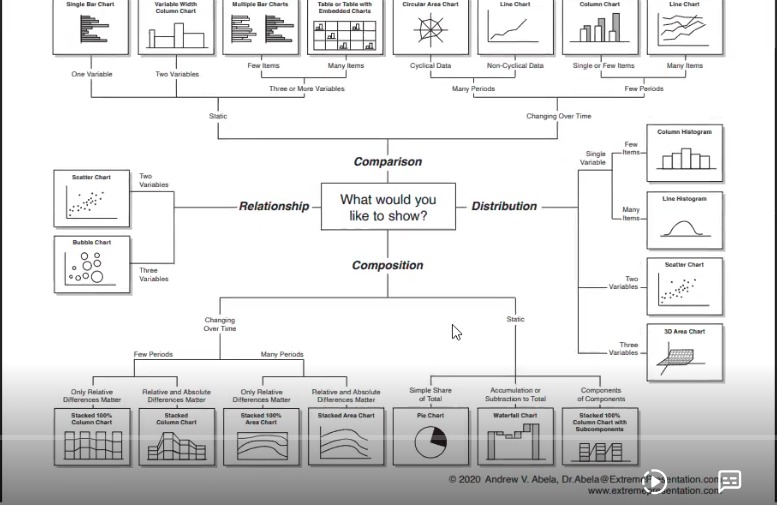 Single Bar Chart
Variable Width
Column Chart
Multiple Bar Charts
Table or Table with
Embedded Charts
Circular Area Chart
Line Chart
Column Chart
Line Chart
Few Items
Many Items
Cyclical Data
Non-Cyclical Data
Single or Few Items
Many Items
One Variable
Two Variables
Three or More Variables
Many Periods
Few Periods
Static
Changing Over Time
Comparison
What would you
like to show?
Relationship
Two
Variables
Scatter Chart
Three
Variables
Bubble Chart
Distribution
Single
Variable
Few
Items
Column Histogram
Many
Items
Line Histogram
Two
Variables
Scatter Chart
Three
Variables
3D Area Chart
Composition
Changing
Over Time
Static
Few Periods
Many Periods
Only Relative
Differences Matter
Relative and Absolute
Differences Matter
Only Relative
Differences Matter
Relative and Absolute
Differences Matter
Simple Share
of Total
Accumulation or
Subtraction to Total
Components
of Components
Stacked 100%
Column Chart
Stacked
Column Chart
Stacked 100%
Area Chart
Stacked Area Chart
Pie Chart
Waterfall Chart
Stacked 100%
Column Chart with
Subcomponents
© 2020 Andrew V. Abela, Dr.Abela@ExtremePresentation.com
www.extremepresentation.com